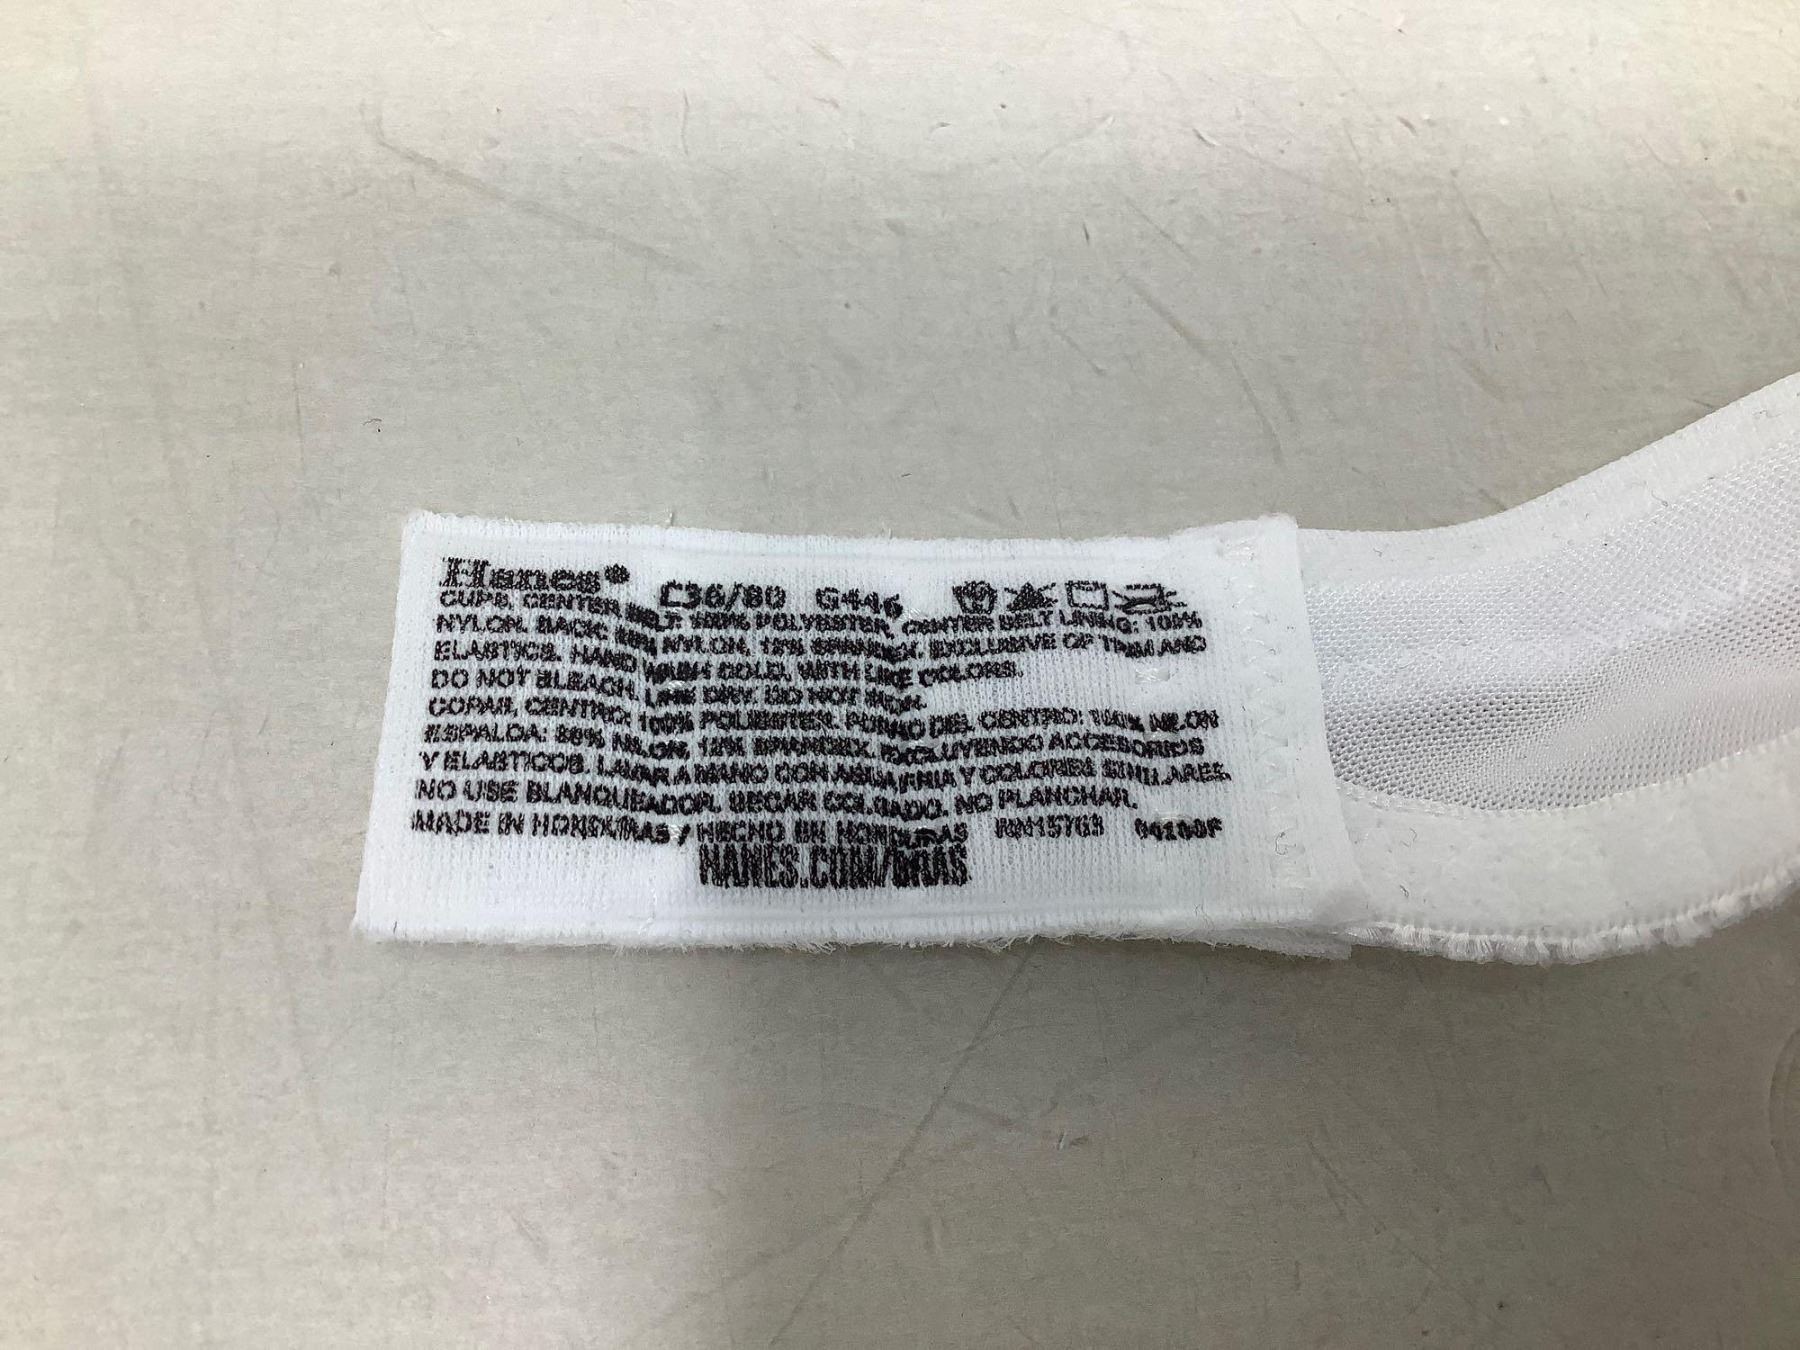 Hanes® C36/80 G446
CUPS, CENTER BELT: 100% POLYESTER, CENTER BELT LINING: 100%
NYLON. BACK: 88% NYLON, 12% SPANDEX. EXCLUSIVE OF TRIM AND
ELASTICS. HAND WASH COLD, WITH LIKE COLORS.
DO NOT BLEACH. LINE DRY. DO NOT IRON.
COPAS, CENTRO: 100% POLIESTER. FORRO DEL CENTRO: 100% NILON
ESPALDA: 88% NILON, 12% SPANDEX. EXCLUYENDO ACCESORIOS
Y ELASTICOS. LAVAR A MANO CON AGUA FRIA Y COLORES SIMILARES.
NO USE BLANQUEADOR. SECAR COLGADO. NO PLANCHAR.
MADE IN HONDURAS / HECHO EN HONDURAS RN15763
HANES.COM/BRAS